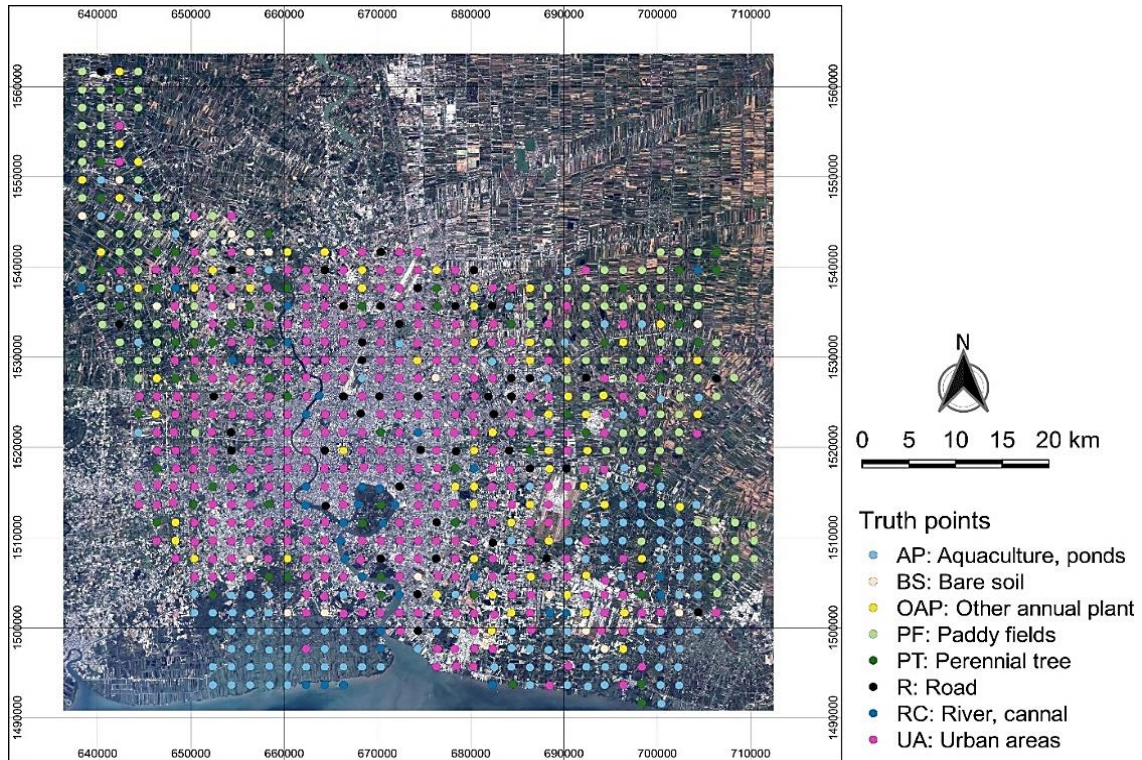 640000 650000 660000 670000 680000 690000 700000 710000
1560000 1560000
1550000 1550000
1540000 1540000
1530000 1530000
1520000 1520000
1510000 1510000
1500000 1500000
1490000 1490000
640000 650000 660000 670000 680000 690000 700000 710000
N
0 5 10 15 20 km
Truth points
AP: Aquaculture, ponds
BS: Bare soil
OAP: Other annual plant
PF: Paddy fields
PT: Perennial tree
R: Road
RC: River, cannal
UA: Urban areas